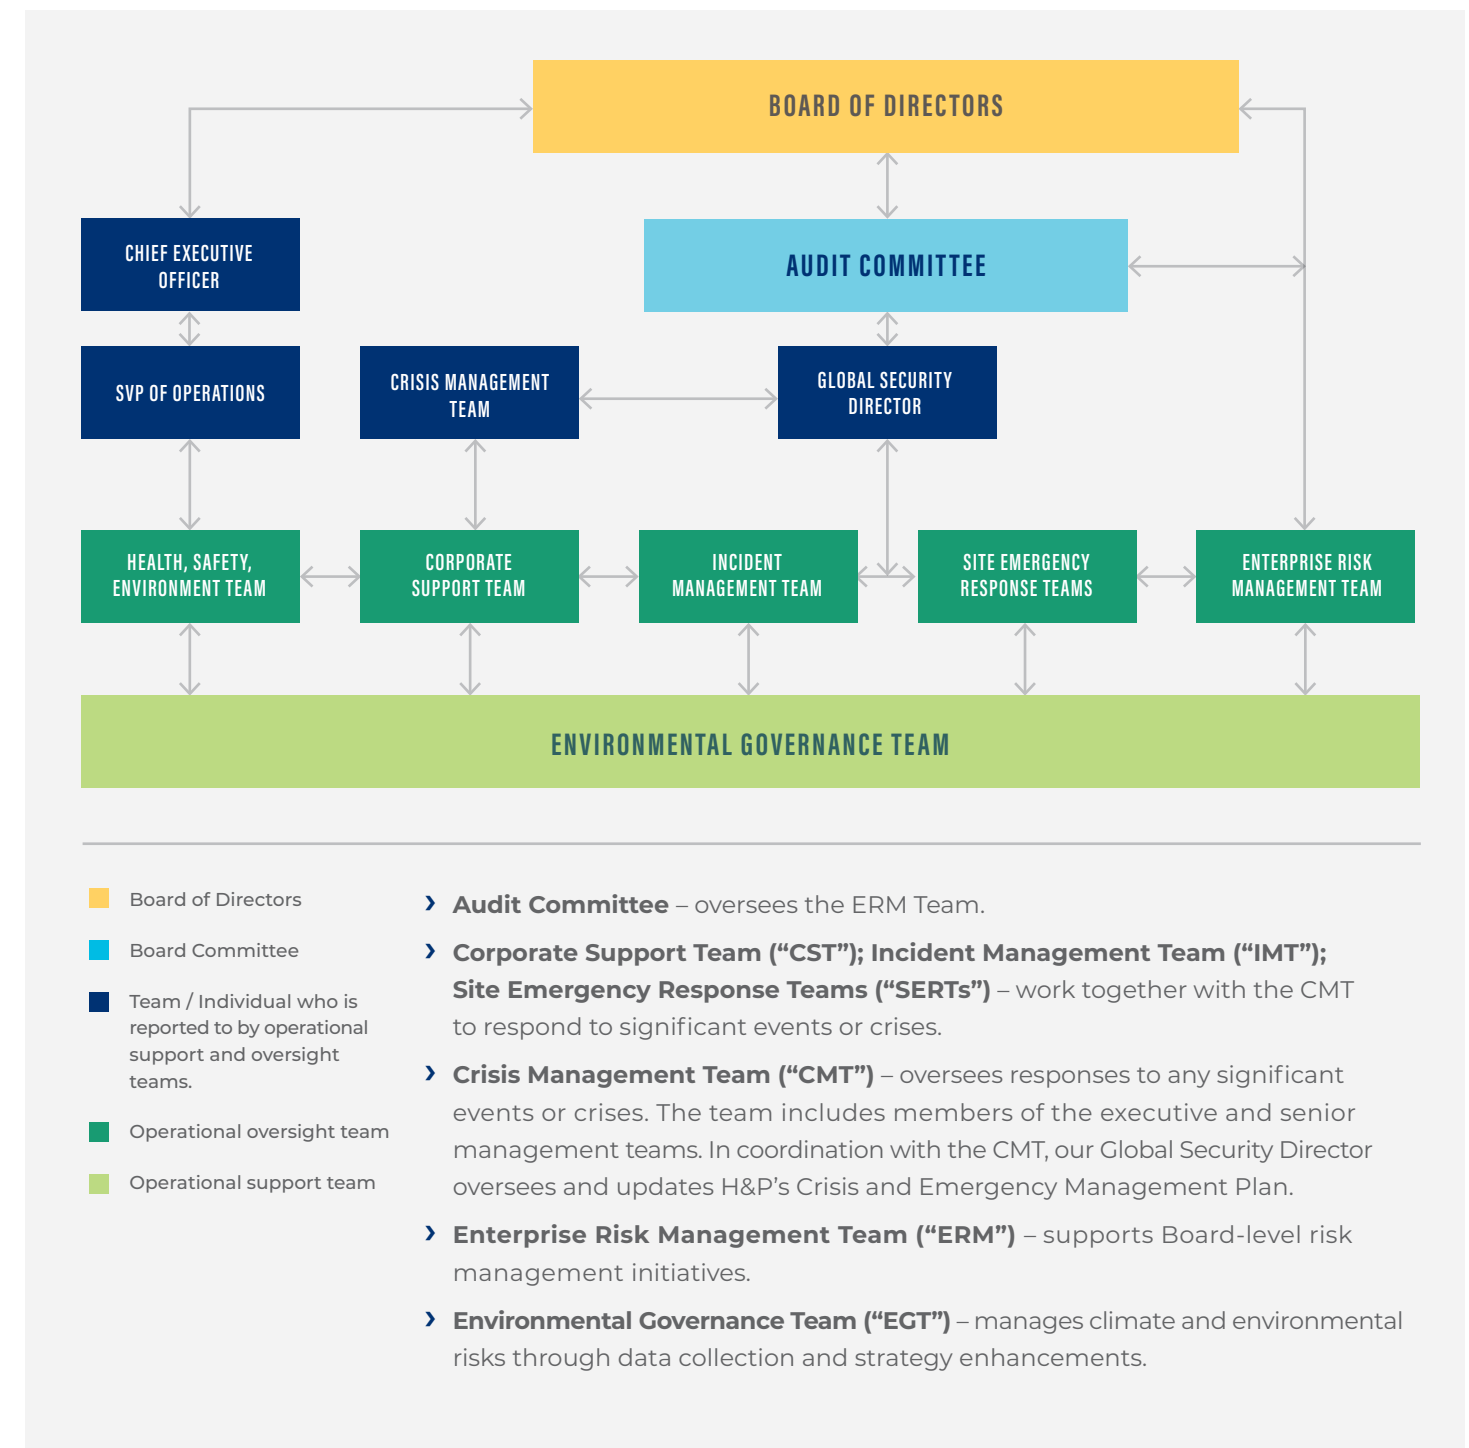 BOARD OF DIRECTORS
CHIEF EXECUTIVE
OFFICER
AUDIT COMMITTEE
SVP OF OPERATIONS
CRISIS MANAGEMENT
TEAM
GLOBAL SECURITY
DIRECTOR
HEALTH, SAFETY,
ENVIRONMENT TEAM
CORPORATE
SUPPORT TEAM
INCIDENT
MANAGEMENT TEAM
SITE EMERGENCY
RESPONSE TEAMS
ENTERPRISE RISK
MANAGEMENT TEAM
ENVIRONMENTAL GOVERNANCE TEAM
Board of Directors
Board Committee
Team / Individual who is
reported to by operational
support and oversight
teams.
Operational oversight team
Operational support team
› Audit Committee – oversees the ERM Team.
› Corporate Support Team (“CST”); Incident Management Team (“IMT”);
Site Emergency Response Teams (“SERTs”) – work together with the CMT
to respond to significant events or crises.
› Crisis Management Team (“CMT”) – oversees responses to any significant
events or crises. The team includes members of the executive and senior
management teams. In coordination with the CMT, our Global Security Director
oversees and updates H&P’s Crisis and Emergency Management Plan.
› Enterprise Risk Management Team (“ERM”) – supports Board-level risk
management initiatives.
› Environmental Governance Team (“EGT”) – manages climate and environmental
risks through data collection and strategy enhancements.